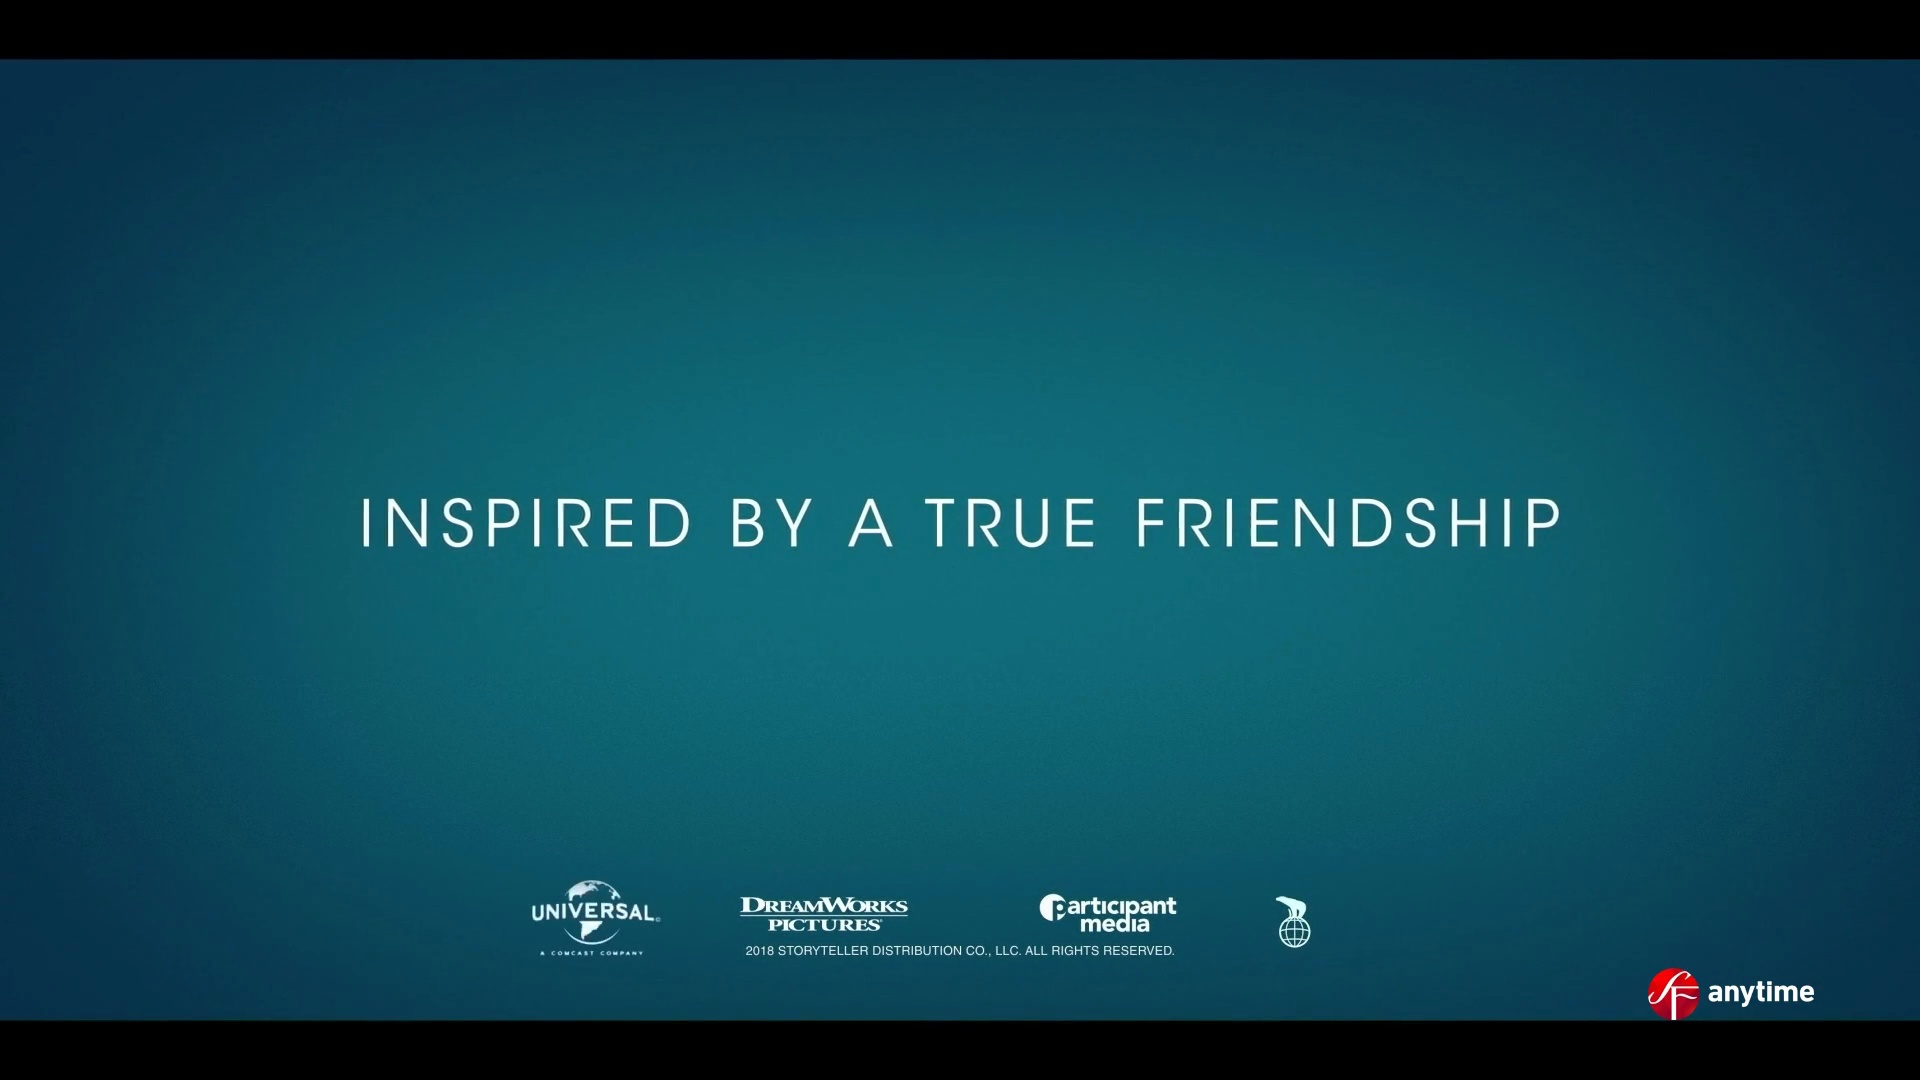 INSPIRED BY A TRUE FRIENDSHIP
UNIVERSAL
A COMCAST COMPANY
DREAMWORKS
PICTURES
Participant
media
2018 STORYTELLER DISTRIBUTION CO., LLC. ALL RIGHTS RESERVED.
SF anytime